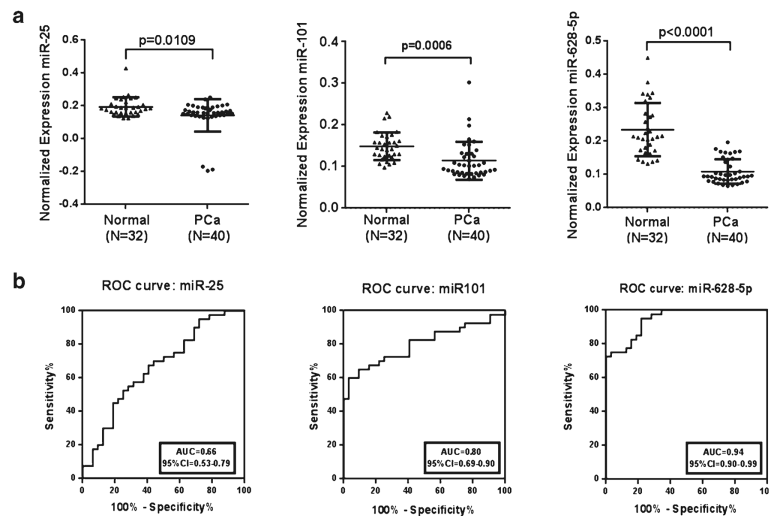 a
Normalized Expression miR-25
0.6
0.4
0.2
0.0
-0.2
-0.4
p=0.0109
Normal
(N=32)
PCa
(N=40)
Normalized Expression miR-101
0.4
0.3
0.2
0.1
0.0
p=0.0006
Normal
(N=32)
PCa
(N=40)
Normalized Expression miR-628-5p
0.5
0.4
0.3
0.2
0.1
0.0
p<0.0001
Normal
(N=32)
PCa
(N=40)
b
ROC curve: miR-25
Sensitivity%
100
80
60
40
20
0
0 20 40 60 80 100
100% - Specificity%
AUC=0.66
95%CI=0.53-0.79
ROC curve: miR101
Sensitivity%
100
80
60
40
20
0
0 20 40 60 80 100
100% - Specificity%
AUC=0.80
95%CI=0.69-0.90
ROC curve: miR-628-5p
Sensitivity%
100
80
60
40
20
0
0 20 40 60 80 100
100% - Specificity%
AUC=0.94
95%CI=0.90-0.99